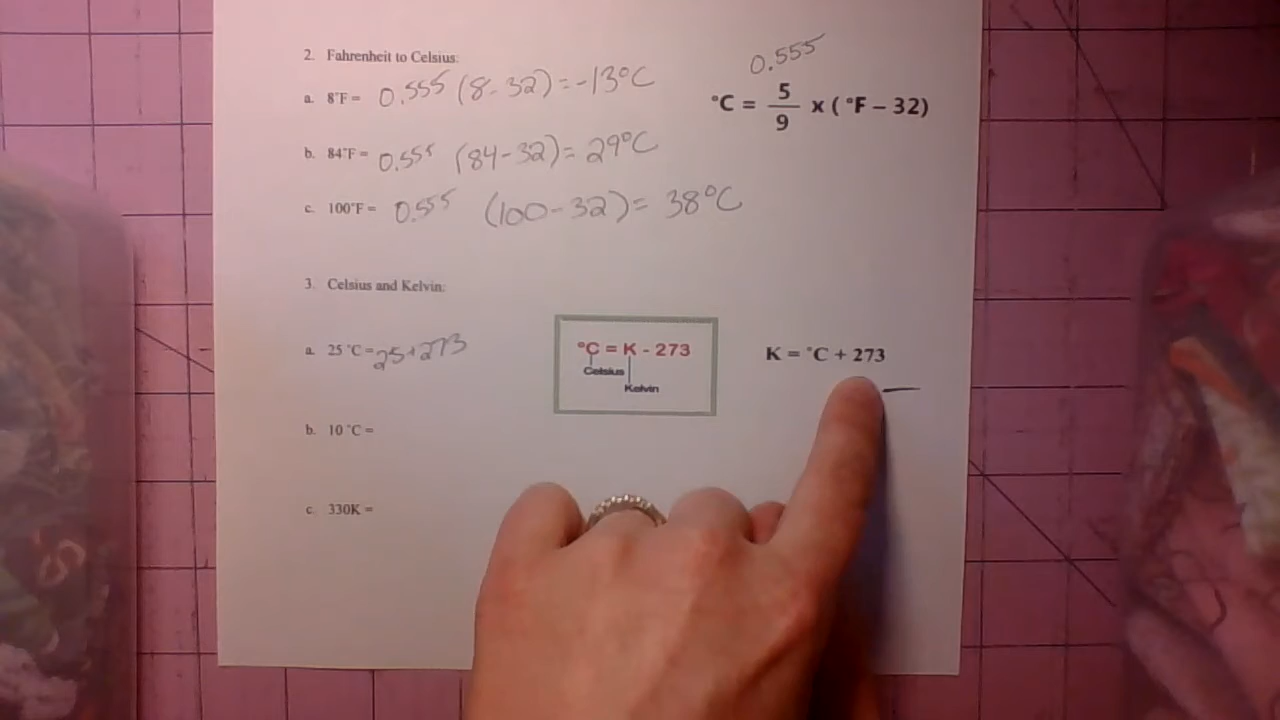 2. Fahrenheit to Celsius:
0.555
a. 8°F = 0.555 (8-32) = -13°C
°C = 5/9 x (°F – 32)
b. 84°F = 0.555 (84-32) = 29°C
c. 100°F = 0.555 (100-32) = 38°C
3. Celsius and Kelvin:
a. 25 °C = 25+273
°C = K - 273
Celsius
Kelvin
K = °C + 273
b. 10 °C =
c. 330K =